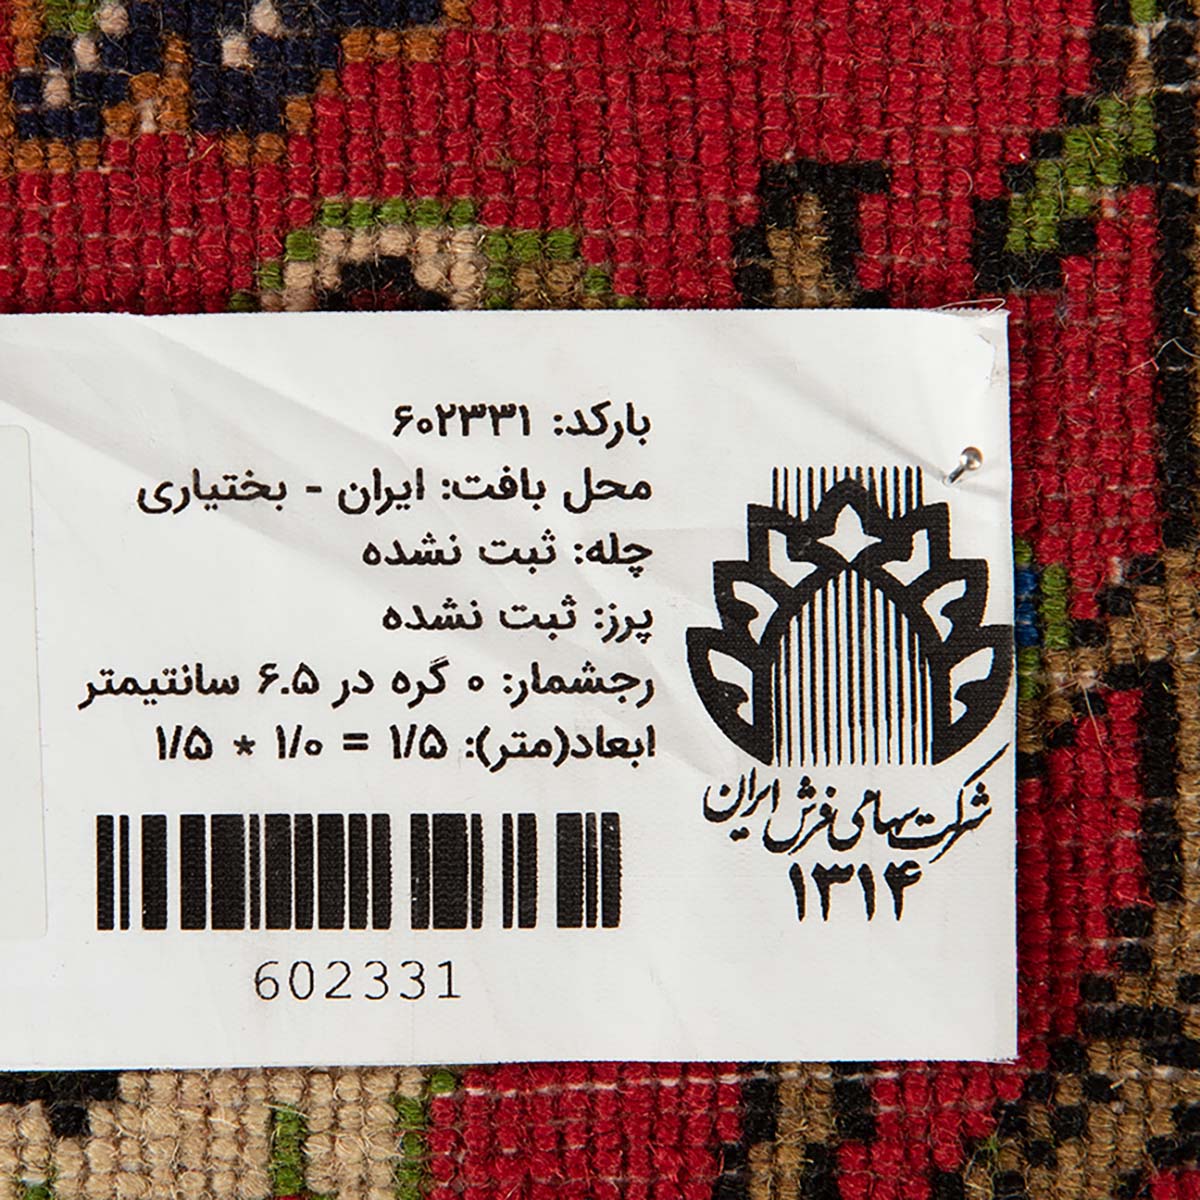 بارکد: ۶۰۲۳۳۱
محل بافت: ایران - بختیاری
چله: ثبت نشده
پرز: ثبت نشده
رجشمار: ۰ گره در ۶.۵ سانتیمتر
ابعاد(متر): ۱/۵ = ۱/۰ * ۱/۵
602331
شرکت سهامی فرش ایران
۱۳۱۴